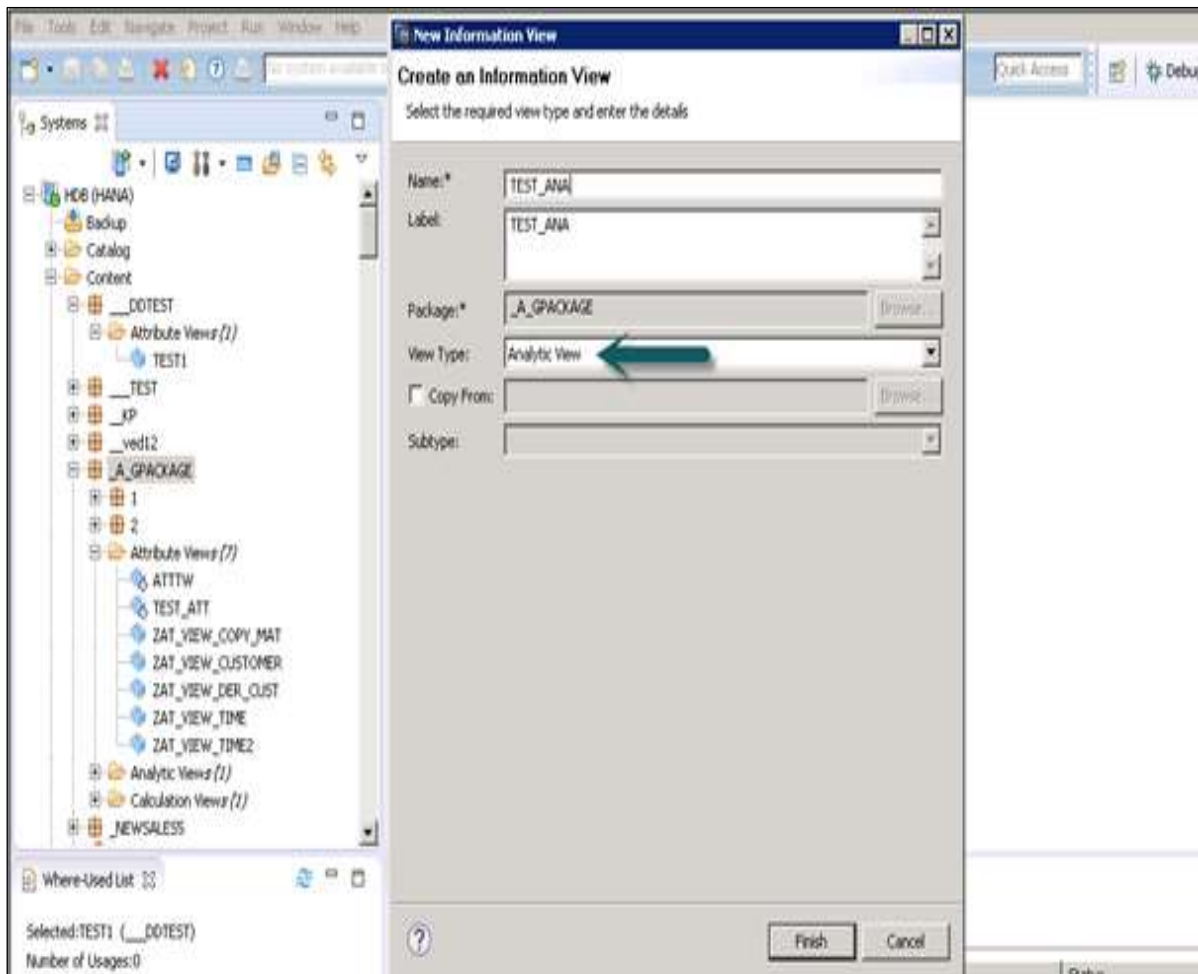 File Tools Edit Navigate Project Run Window Help
Quick Access
Debu
Systems
HDB (HANA)
Backup
Catalog
Content
__DDTEST
Attribute Views (1)
TEST1
__TEST
__KP
__ved12
_A_GPACKAGE
1
2
Attribute Views (7)
ATTTW
TEST_ATT
ZAT_VIEW_COPY_MAT
ZAT_VIEW_CUSTOMER
ZAT_VIEW_DER_CUST
ZAT_VIEW_TIME
ZAT_VIEW_TIME2
Analytic Views (1)
Calculation Views (1)
_NEWSALESS
Where-Used List
Selected:TEST1 (___DDTEST)
Number of Usages:0
New Information View
Create an Information View
Select the required view type and enter the details
Name:* TEST_ANA
Label: TEST_ANA
Package:* _A_GPACKAGE Browse...
View Type: Analytic View
Copy From: Browse...
Subtype:
Finish Cancel
Status